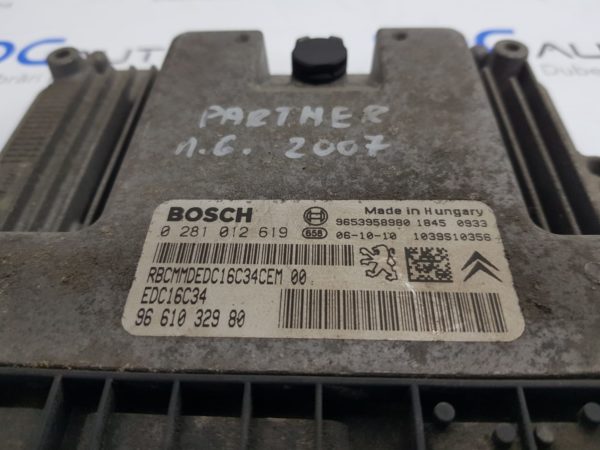 PARTNER
1.6. 2007
BOSCH
Made in Hungary
0 281 012 619
9653958980 1845 0933
658 06-10-10 1039S10356
RBCMMDEDC16C34CEM 00
EDC16C34
96 610 329 80